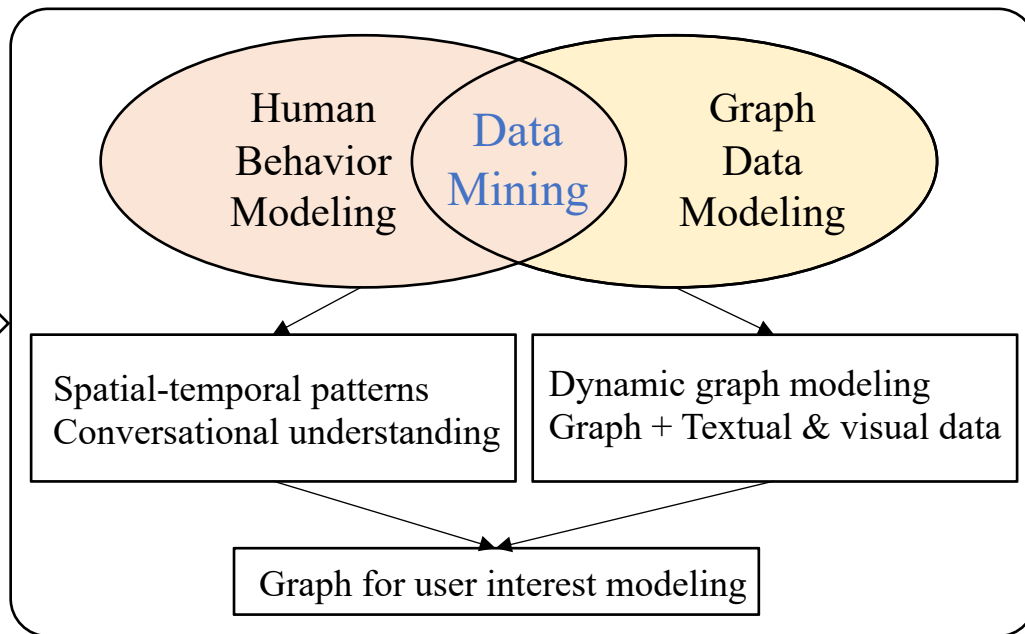 Human
Behavior
Modeling
Data
Mining
Graph
Data
Modeling
Spatial-temporal patterns
Conversational understanding
Dynamic graph modeling
Graph + Textual & visual data
Graph for user interest modeling